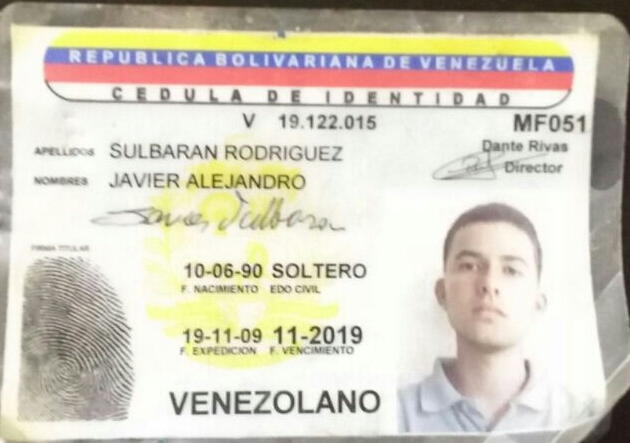 REPUBLICA BOLIVARIANA DE VENEZUELA
CEDULA DE IDENTIDAD
V 19.122.015 MF051
APELLIDOS SULBARAN RODRIGUEZ
Dante Rivas
Director
NOMBRES JAVIER ALEJANDRO
Javier Sulbaran
FIRMA TITULAR
10-06-90 SOLTERO
F. NACIMIENTO EDO CIVIL
19-11-09 11-2019
F. EXPEDICION F. VENCIMIENTO
VENEZOLANO